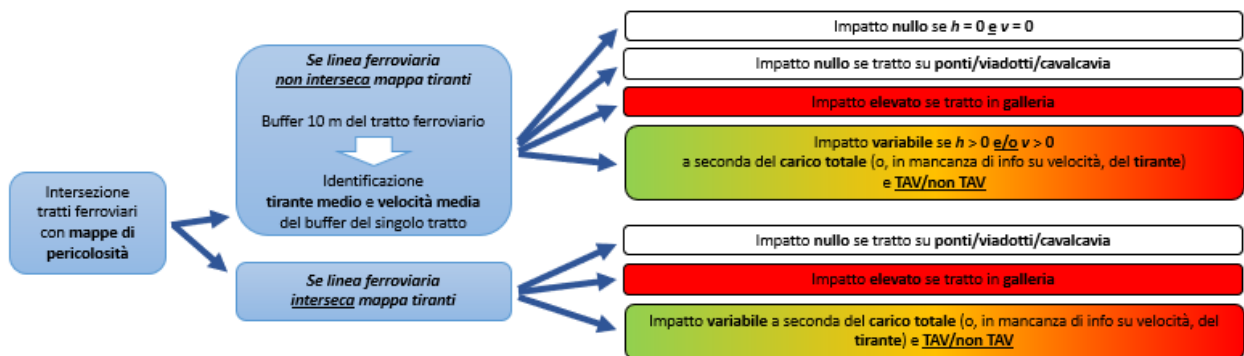 Intersezione
tratti ferroviari
con mappe di
pericolosità
Se linea ferroviaria
non interseca mappa tiranti
Buffer 10 m del tratto ferroviario
Identificazione
tirante medio e velocità media
del buffer del singolo tratto
Impatto nullo se h = 0 e v = 0
Impatto nullo se tratto su ponti/viadotti/cavalcavia
Impatto elevato se tratto in galleria
Impatto variabile se h > 0 e/o v > 0
a seconda del carico totale (o, in mancanza di info su velocità, del tirante)
e TAV/non TAV
Se linea ferroviaria
interseca mappa tiranti
Impatto nullo se tratto su ponti/viadotti/cavalcavia
Impatto elevato se tratto in galleria
Impatto variabile a seconda del carico totale (o, in mancanza di info su velocità, del
tirante) e TAV/non TAV